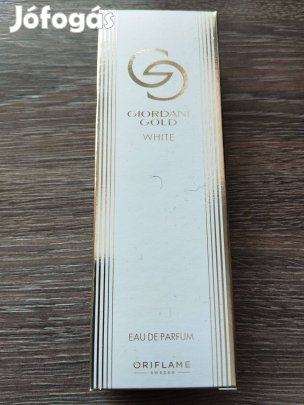 Jófogás
GIORDANI
GOLD
WHITE
EAU DE PARFUM
ORIFLAME
SWEDEN